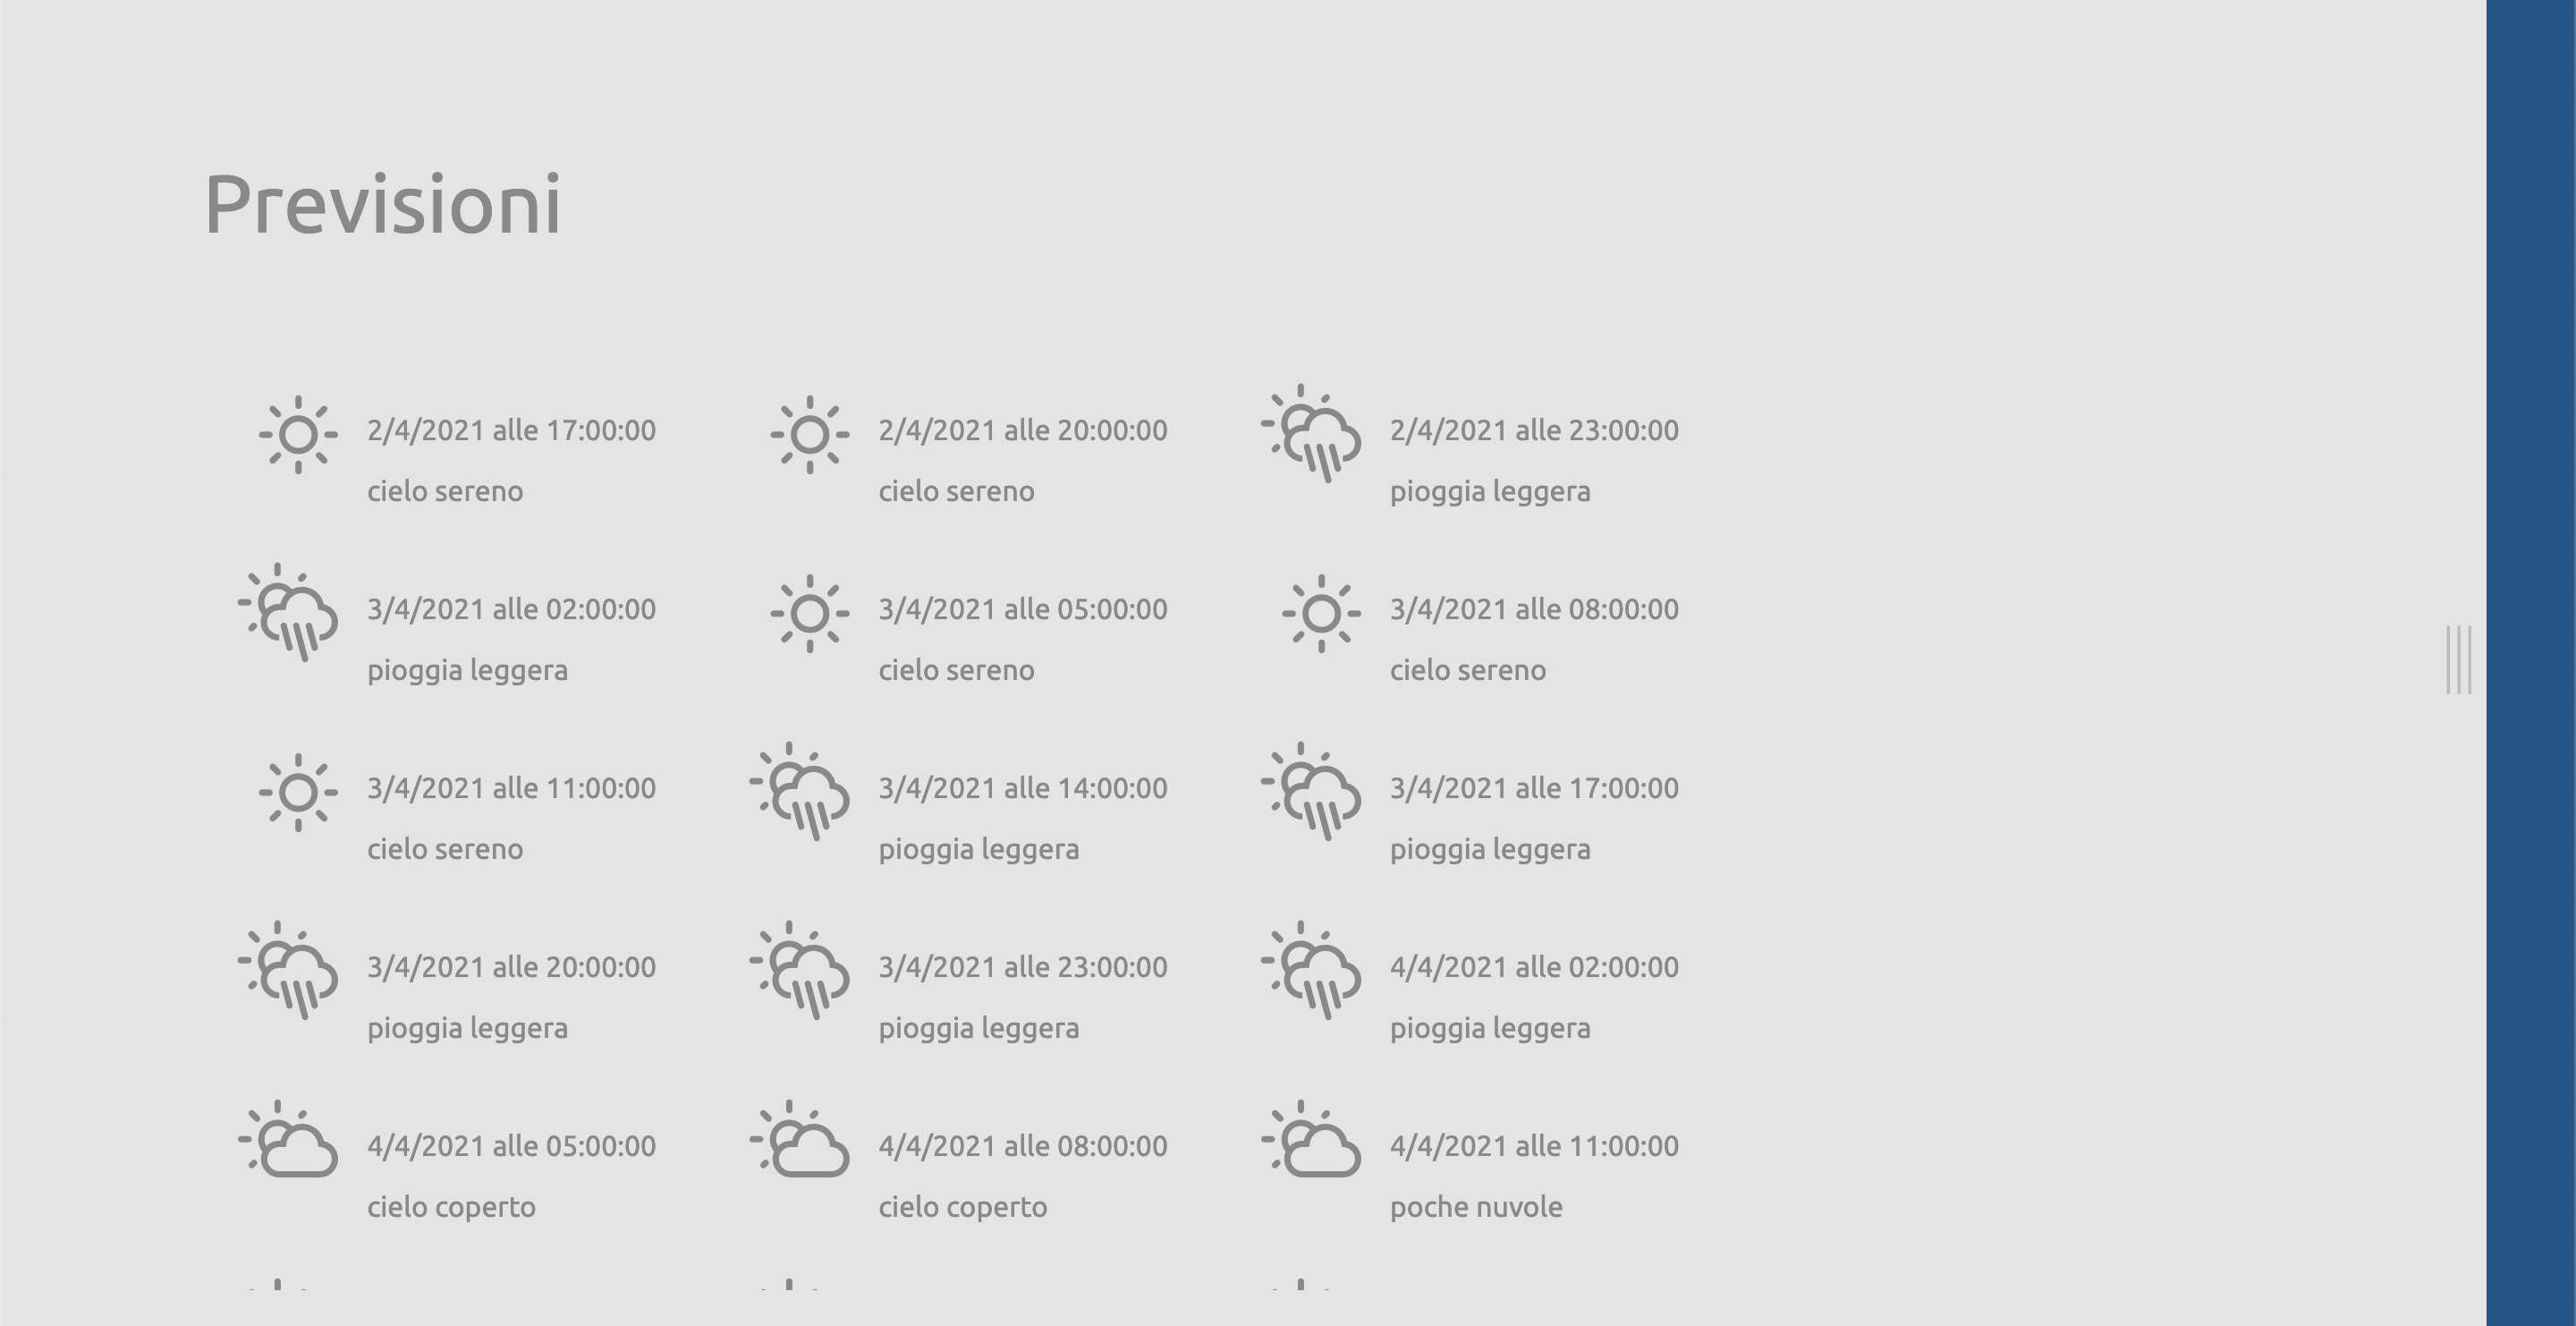 Previsioni
2/4/2021 alle 17:00:00
cielo sereno
2/4/2021 alle 20:00:00
cielo sereno
2/4/2021 alle 23:00:00
pioggia leggera
3/4/2021 alle 02:00:00
pioggia leggera
3/4/2021 alle 05:00:00
cielo sereno
3/4/2021 alle 08:00:00
cielo sereno
3/4/2021 alle 11:00:00
cielo sereno
3/4/2021 alle 14:00:00
pioggia leggera
3/4/2021 alle 17:00:00
pioggia leggera
3/4/2021 alle 20:00:00
pioggia leggera
3/4/2021 alle 23:00:00
pioggia leggera
4/4/2021 alle 02:00:00
pioggia leggera
4/4/2021 alle 05:00:00
cielo coperto
4/4/2021 alle 08:00:00
cielo coperto
4/4/2021 alle 11:00:00
poche nuvole